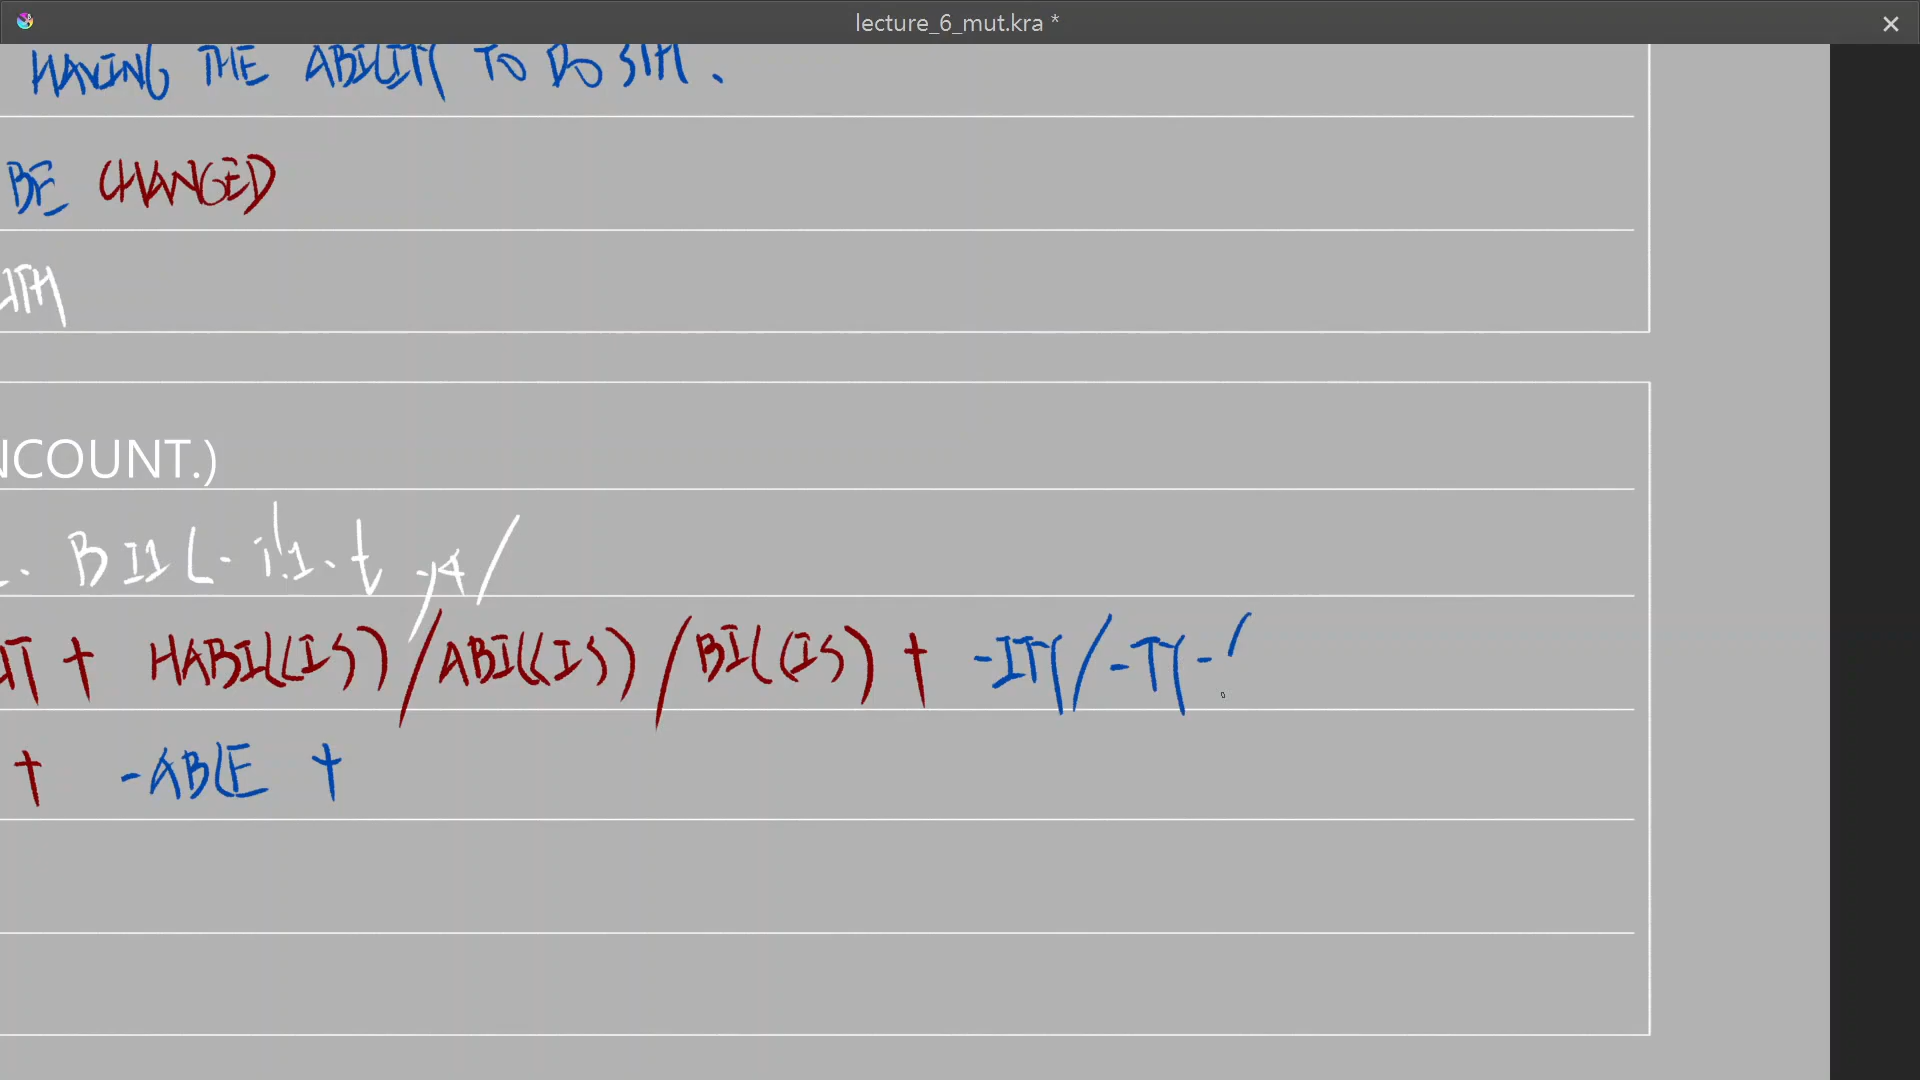 lecture_6_mut.kra *
HAVING THE ABILITY TO DO STH.
BE CHANGED
NCOUNT.)
+ HABIL(IS)/ABIL(IS)/BIL(IS) + -ITY/-TY-
+ -ABLE +